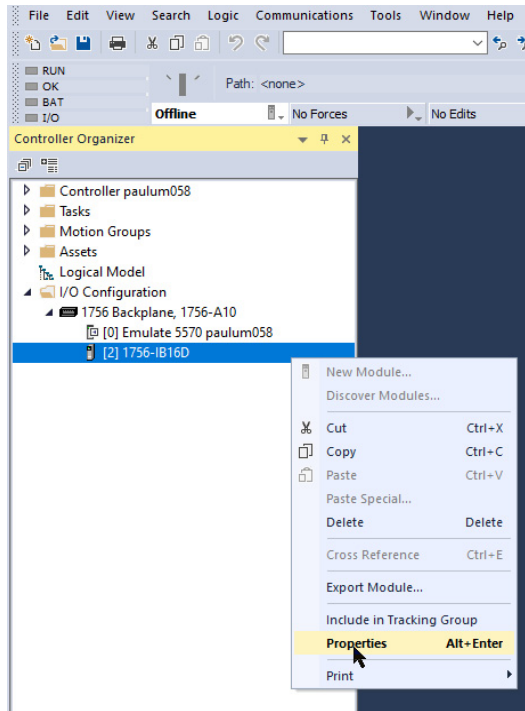 File Edit View Search Logic Communications Tools Window Help
RUN
OK
BAT
I/O
Path: <none>
Offline No Forces No Edits
Controller Organizer
Controller paulum058
Tasks
Motion Groups
Assets
Logical Model
I/O Configuration
1756 Backplane, 1756-A10
[0] Emulate 5570 paulum058
[2] 1756-IB16D
New Module...
Discover Modules...
Cut Ctrl+X
Copy Ctrl+C
Paste Ctrl+V
Paste Special...
Delete Delete
Cross Reference Ctrl+E
Export Module...
Include in Tracking Group
Properties Alt+Enter
Print